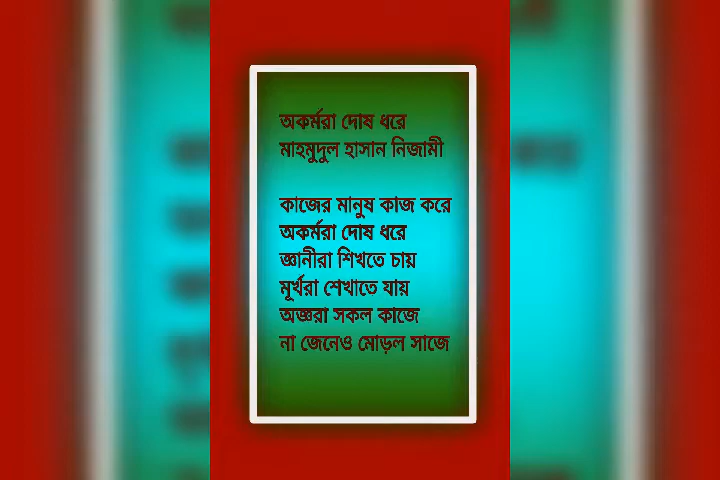 অকর্মরা দোষ ধরে
মাহমুদুল হাসান নিজামী
কাজের মানুষ কাজ করে
অকর্মরা দোষ ধরে
জ্ঞানীরা শিখতে চায়
মূর্খরা শেখাতে যায়
অজ্ঞরা সকল কাজে
না জেনেও মোড়ল সাজে